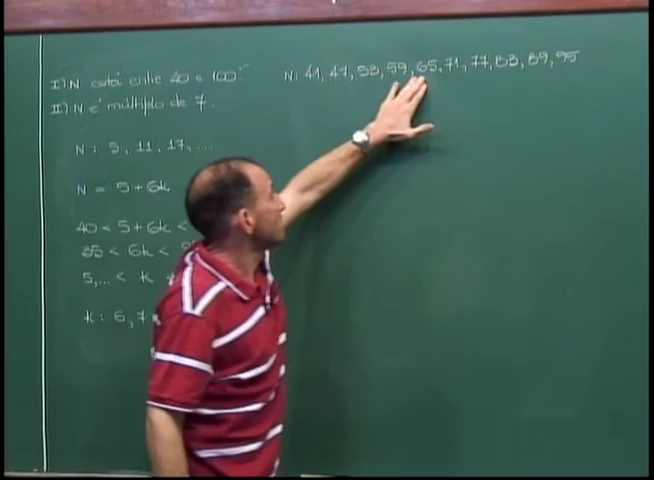 I) N está entre 40 e 100.
II) N é múltiplo de 7.
N: 5, 11, 17, ....
N = 5 + 6k
40 < 5 + 6k <
35 < 6k <
5,... < k
k: 6, 7
N: 41, 47, 53, 59, 65, 71, 77, 83, 89, 95